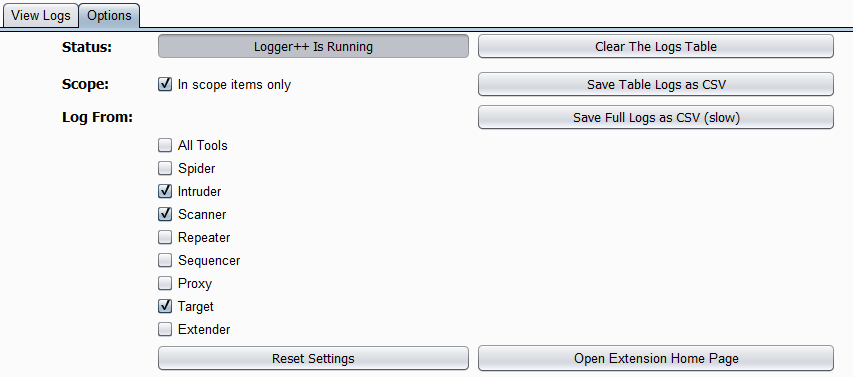 View Logs Options
Status: Logger++ Is Running Clear The Logs Table
Scope: In scope items only Save Table Logs as CSV
Log From: Save Full Logs as CSV (slow)
All Tools
Spider
Intruder
Scanner
Repeater
Sequencer
Proxy
Target
Extender
Reset Settings Open Extension Home Page